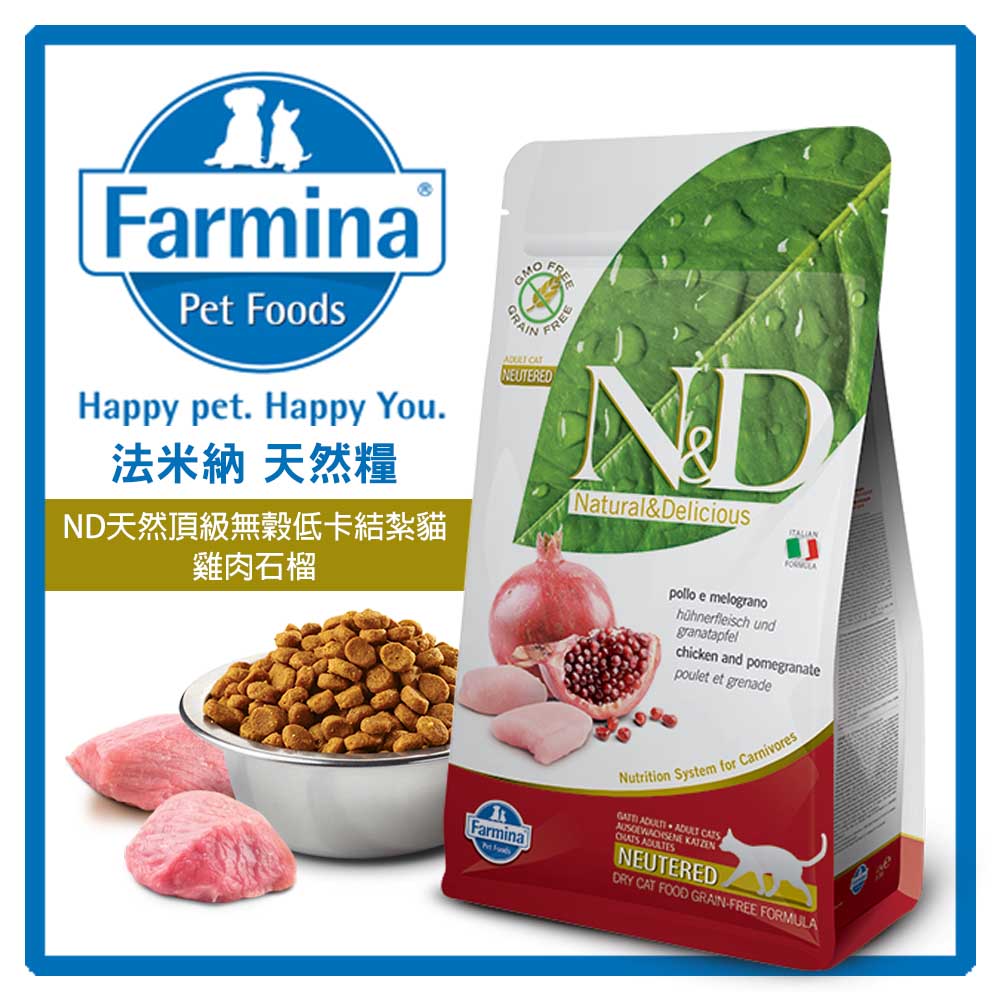 Farmina®
Pet Foods
Happy pet. Happy You.
法米納 天然糧
ND天然頂級無穀低卡結紮貓
雞肉石榴
GMO FREE
GRAIN FREE
ADULT CAT
NEUTERED
N&D
Natural&Delicious
ITALIAN
FORMULA
pollo e melograno
hühnerfleisch und
granatapfel
chicken and pomegranate
poulet et grenade
Nutrition System for Carnivores
Farmina
Pet Foods
GATTI ADULTI • ADULT CATS
AUSGEWACHSENE KATZEN
CHATS ADULTES
NEUTERED
DRY CAT FOOD GRAIN-FREE FORMULA